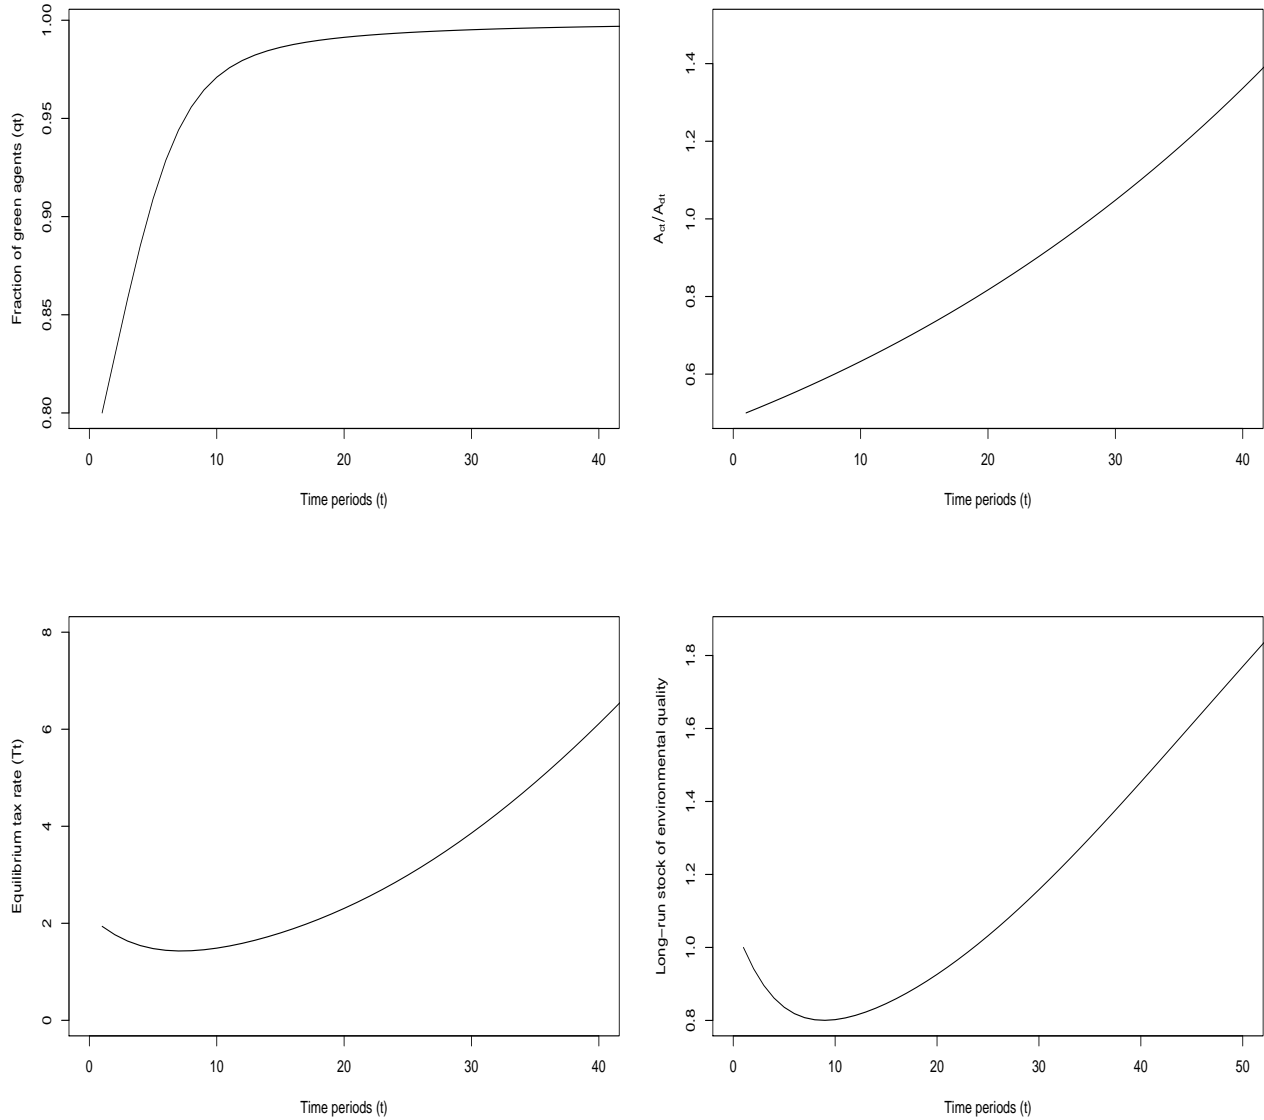 Fraction of green agents (qt)
0.80 0.85 0.90 0.95 1.00
0 10 20 30 40
Time periods (t)
Act/Adt
0.6 0.8 1.0 1.2 1.4
0 10 20 30 40
Time periods (t)
Equilibrium tax rate (Tt)
0 2 4 6 8
0 10 20 30 40
Time periods (t)
Long−run stock of environmental quality
0.8 1.0 1.2 1.4 1.6 1.8
0 10 20 30 40 50
Time periods (t)